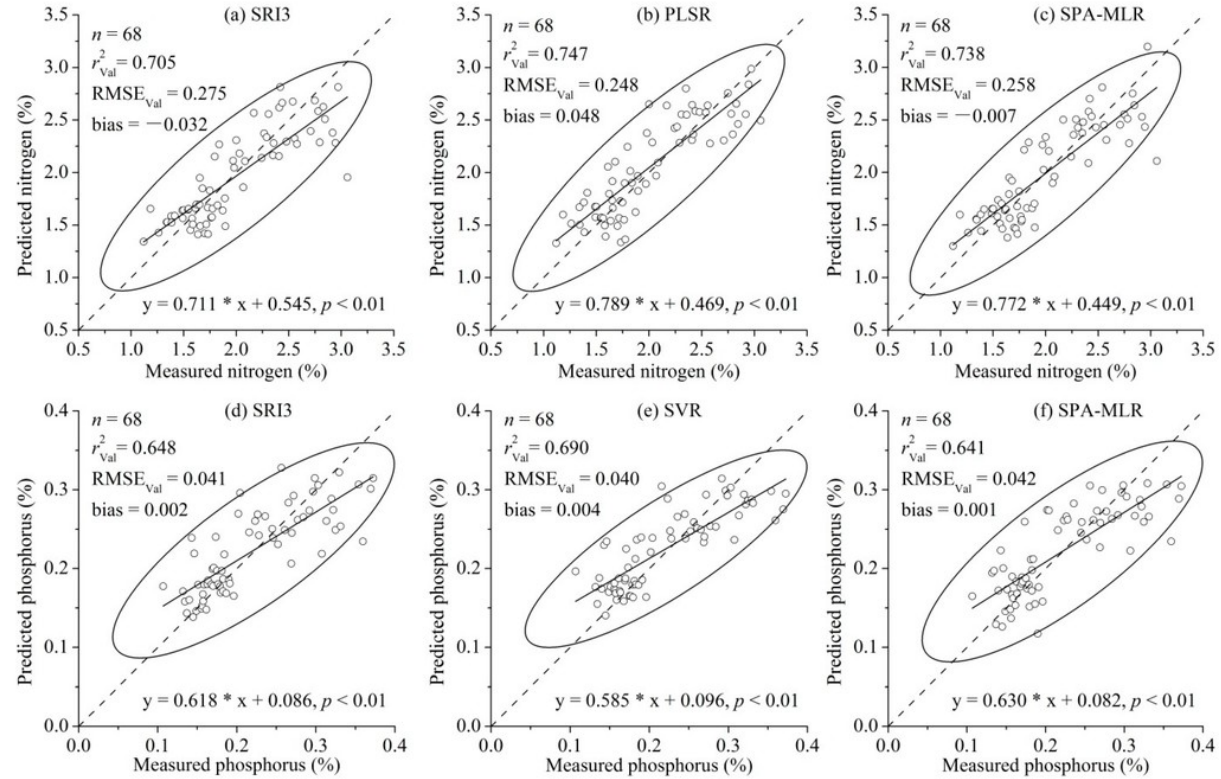 (a) SRI3
n = 68
r²Val = 0.705
RMSEVal = 0.275
bias = −0.032
y = 0.711 * x + 0.545, p < 0.01
3.5
3.0
2.5
2.0
1.5
1.0
0.5
Predicted nitrogen (%)
0.5 1.0 1.5 2.0 2.5 3.0 3.5
Measured nitrogen (%)
(b) PLSR
n = 68
r²Val = 0.747
RMSEVal = 0.248
bias = 0.048
y = 0.789 * x + 0.469, p < 0.01
3.5
3.0
2.5
2.0
1.5
1.0
0.5
Predicted nitrogen (%)
0.5 1.0 1.5 2.0 2.5 3.0 3.5
Measured nitrogen (%)
(c) SPA-MLR
n = 68
r²Val = 0.738
RMSEVal = 0.258
bias = −0.007
y = 0.772 * x + 0.449, p < 0.01
3.5
3.0
2.5
2.0
1.5
1.0
0.5
Predicted nitrogen (%)
0.5 1.0 1.5 2.0 2.5 3.0 3.5
Measured nitrogen (%)
(d) SRI3
n = 68
r²Val = 0.648
RMSEVal = 0.041
bias = 0.002
y = 0.618 * x + 0.086, p < 0.01
0.4
0.3
0.2
0.1
0.0
Predicted phosphorus (%)
0.0 0.1 0.2 0.3 0.4
Measured phosphorus (%)
(e) SVR
n = 68
r²Val = 0.690
RMSEVal = 0.040
bias = 0.004
y = 0.585 * x + 0.096, p < 0.01
0.4
0.3
0.2
0.1
0.0
Predicted phosphorus (%)
0.0 0.1 0.2 0.3 0.4
Measured phosphorus (%)
(f) SPA-MLR
n = 68
r²Val = 0.641
RMSEVal = 0.042
bias = 0.001
y = 0.630 * x + 0.082, p < 0.01
0.4
0.3
0.2
0.1
0.0
Predicted phosphorus (%)
0.0 0.1 0.2 0.3 0.4
Measured phosphorus (%)